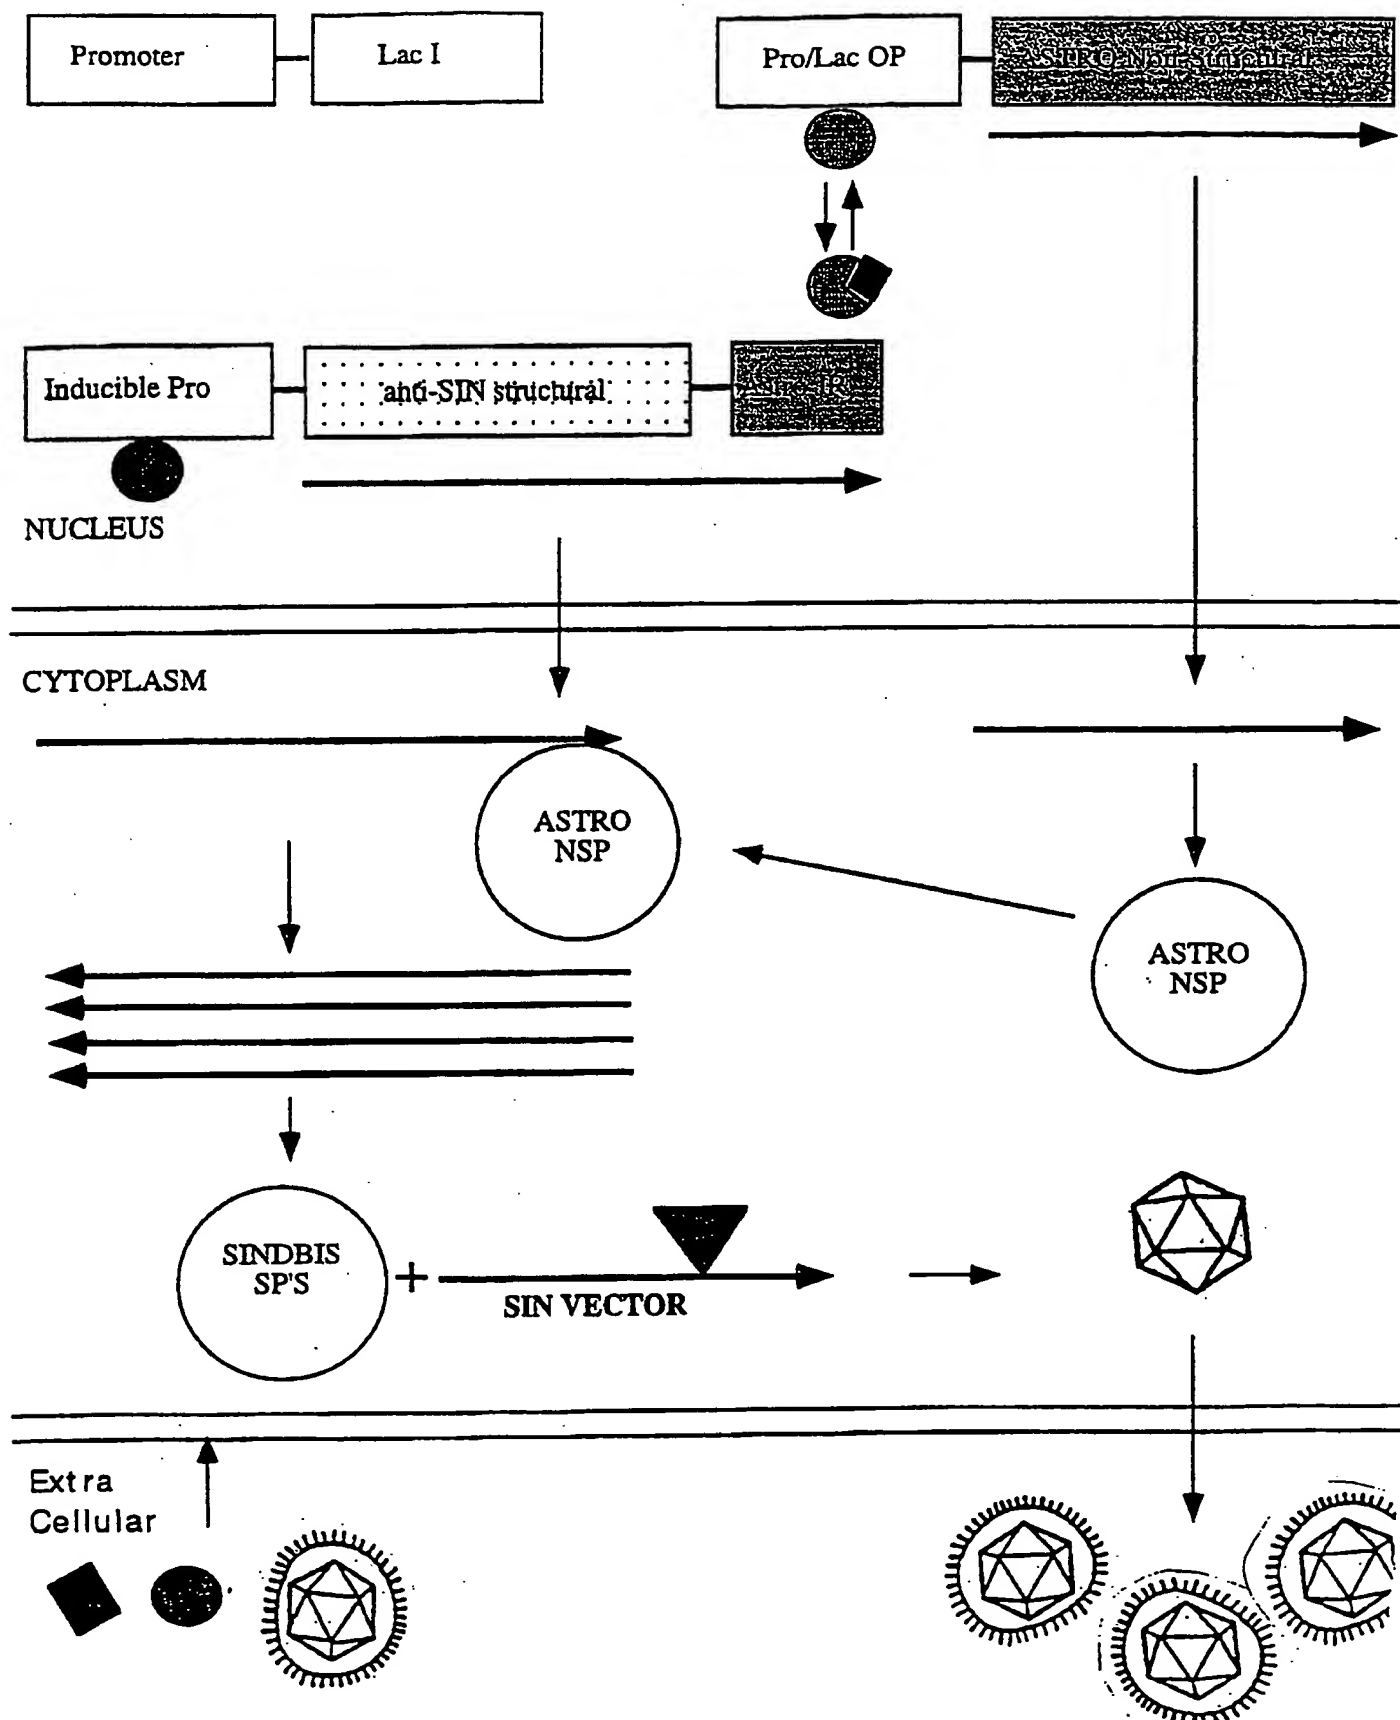 Promoter
Lac I
Pro/Lac OP
Inducible Pro
anti-SIN structural
NUCLEUS
CYTOPLASM
ASTRO
NSP
ASTRO
NSP
SINDBIS
SP'S
+
SIN VECTOR
Extra
Cellular